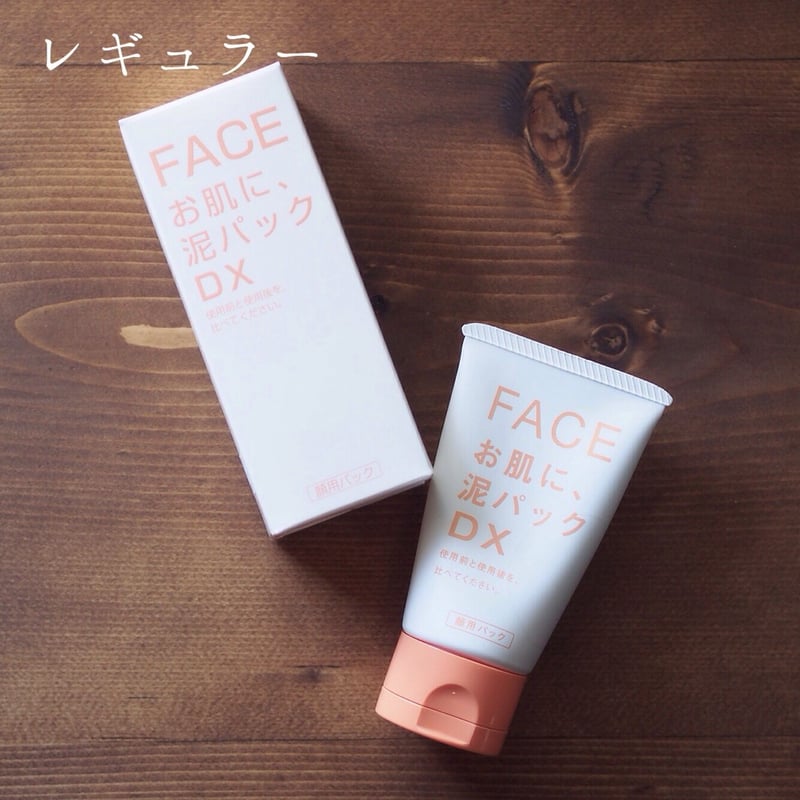 レギュラー
FACE
お肌に、
泥パック
DX
使用前と使用後を、
比べてください。
顔用パック
FACE
お肌に、
泥パック
DX
使用前と使用後を、
比べてください。
顔用パック